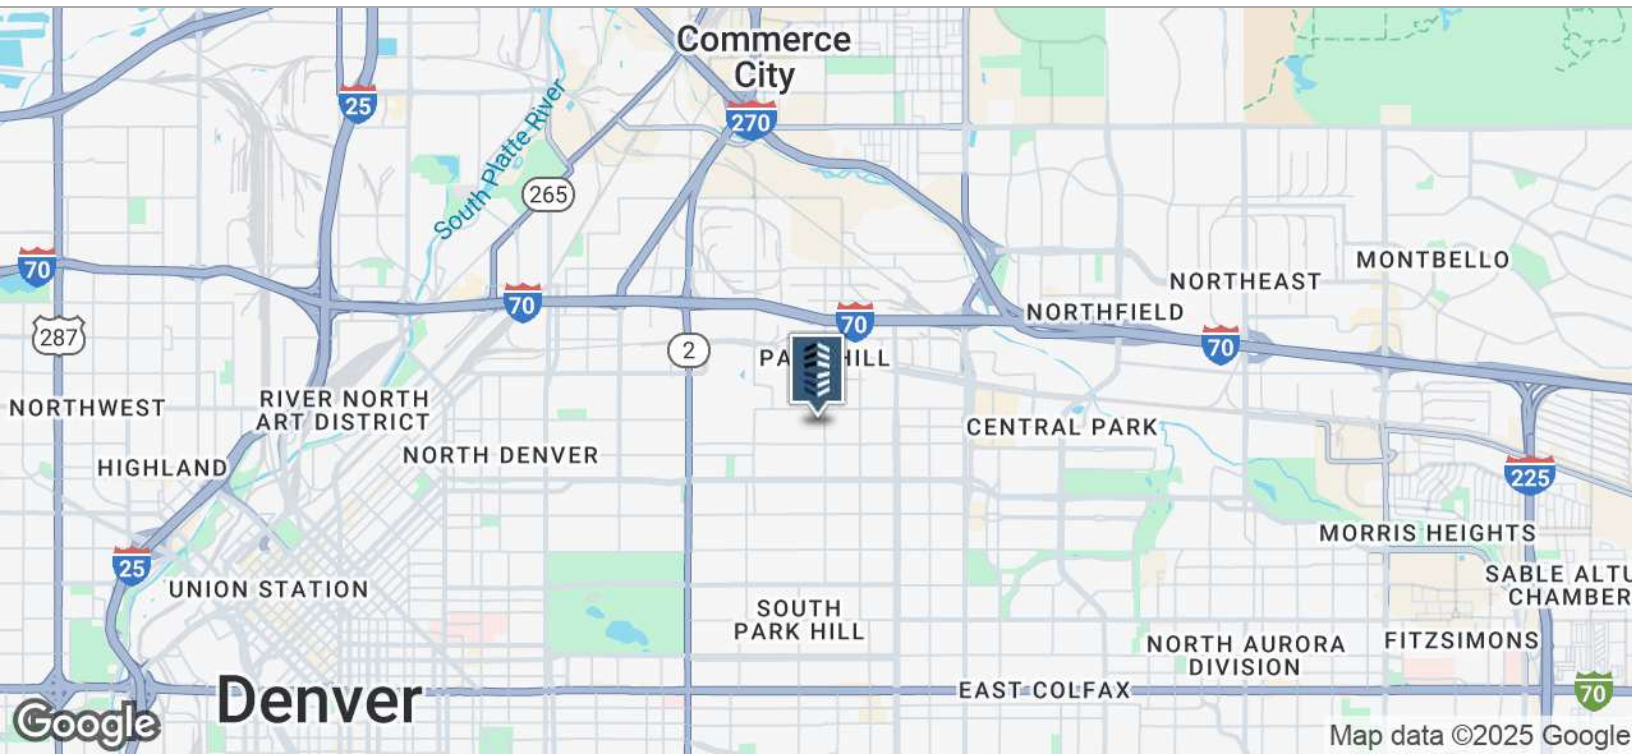 Commerce
City
25
270
South Platte River
265
70
MONTBELLO
NORTHEAST
70
NORTHFIELD
70
287
2
70
PA
HILL
NORTHWEST
RIVER NORTH
ART DISTRICT
CENTRAL PARK
NORTH DENVER
HIGHLAND
225
MORRIS HEIGHTS
25
UNION STATION
SABLE ALTU
CHAMBER
SOUTH
PARK HILL
NORTH AURORA
DIVISION
FITZSIMONS
EAST COLFAX
70
Denver
Google
Map data ©2025 Google